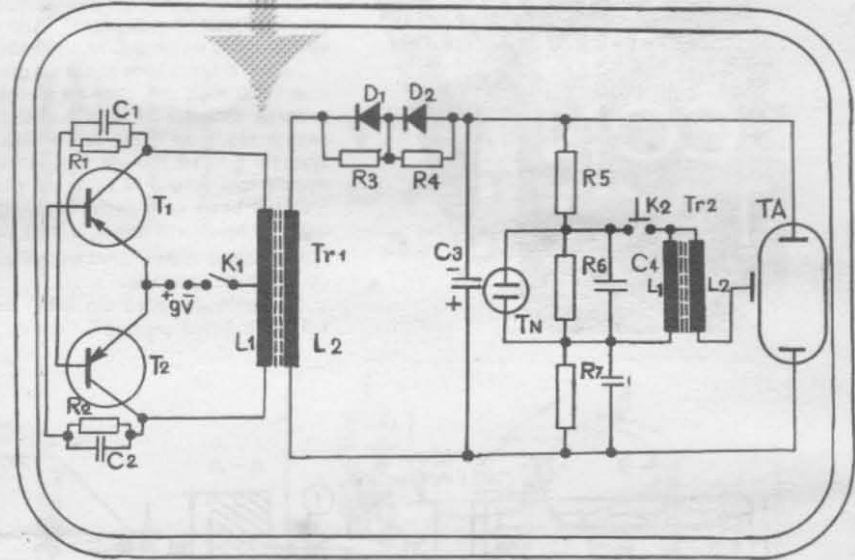 C1
R1
T1
T2
R2
C2
+ 9V -
K1
L1
L2
Tr1
D1
D2
R3
R4
C3
-
+
TN
R5
R6
R7
C4
K2
Tr2
L1
L2
TA